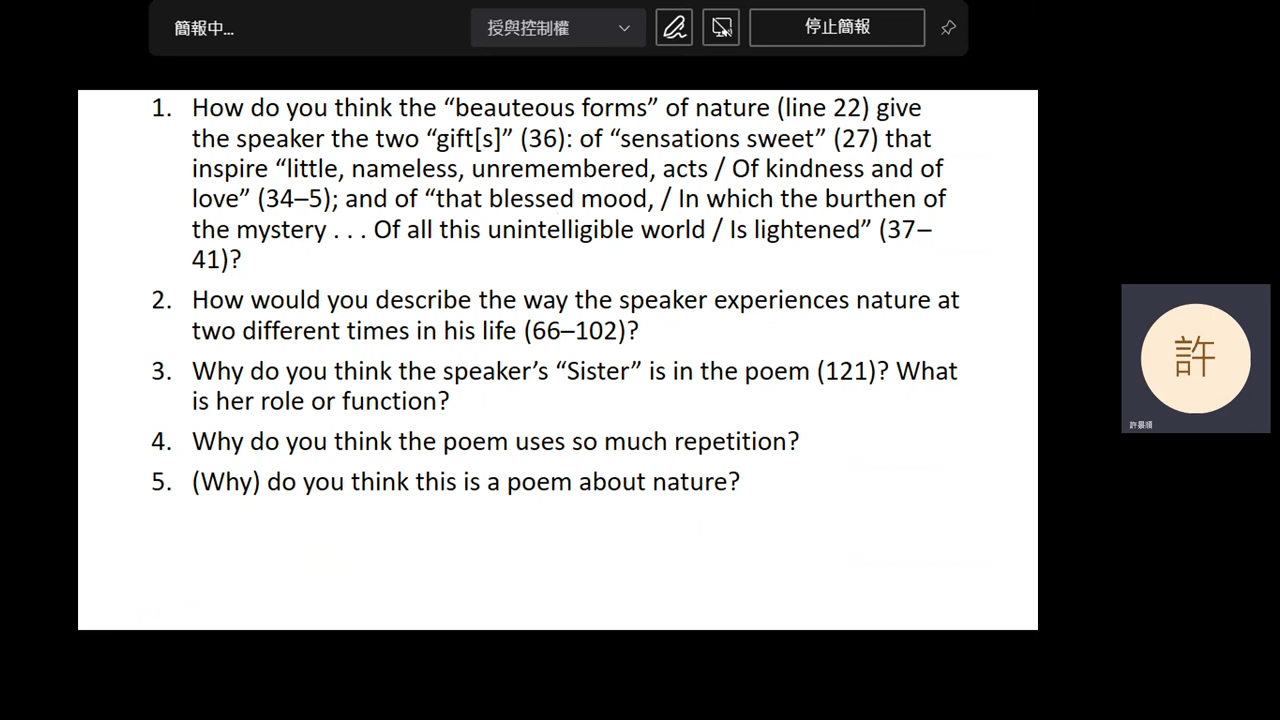 簡報中...
授與控制權
停止簡報
1. How do you think the “beauteous forms” of nature (line 22) give
the speaker the two “gift[s]” (36): of “sensations sweet” (27) that
inspire “little, nameless, unremembered, acts / Of kindness and of
love” (34–5); and of “that blessed mood, / In which the burthen of
the mystery . . . Of all this unintelligible world / Is lightened” (37–
41)?
2. How would you describe the way the speaker experiences nature at
two different times in his life (66–102)?
3. Why do you think the speaker’s “Sister” is in the poem (121)? What
is her role or function?
4. Why do you think the poem uses so much repetition?
5. (Why) do you think this is a poem about nature?
許
許景順